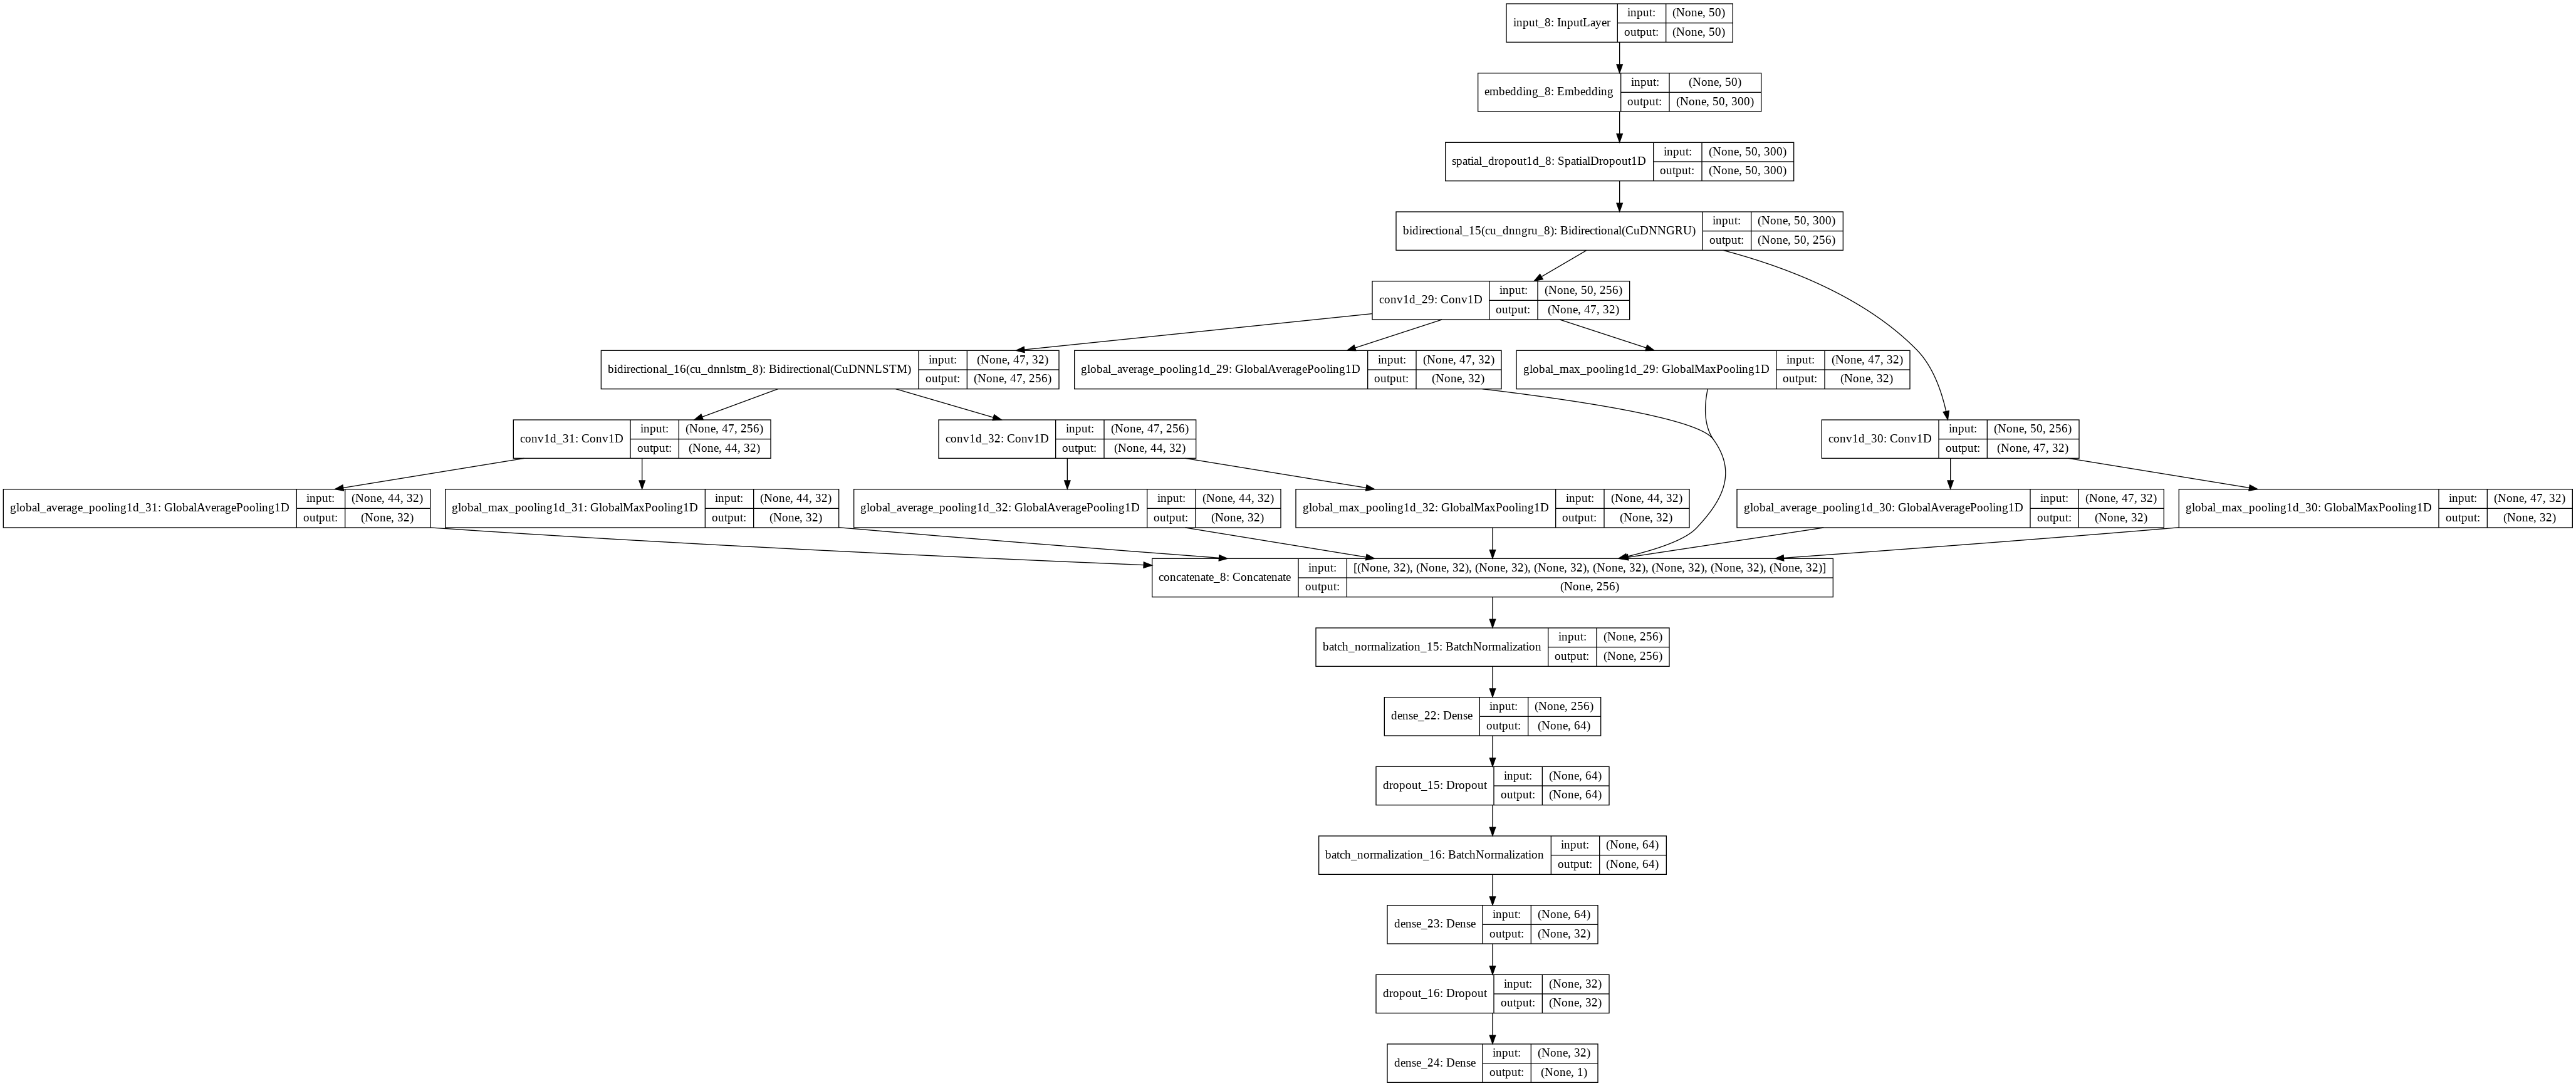 input_8: InputLayer
input: (None, 50)
output: (None, 50)
embedding_8: Embedding
input: (None, 50)
output: (None, 50, 300)
spatial_dropout1d_8: SpatialDropout1D
input: (None, 50, 300)
output: (None, 50, 300)
bidirectional_15(cu_dnngru_8): Bidirectional(CuDNNGRU)
input: (None, 50, 300)
output: (None, 50, 256)
conv1d_29: Conv1D
input: (None, 50, 256)
output: (None, 47, 32)
bidirectional_16(cu_dnnlstm_8): Bidirectional(CuDNNLSTM)
input: (None, 47, 32)
output: (None, 47, 256)
global_average_pooling1d_29: GlobalAveragePooling1D
input: (None, 47, 32)
output: (None, 32)
global_max_pooling1d_29: GlobalMaxPooling1D
input: (None, 47, 32)
output: (None, 32)
conv1d_31: Conv1D
input: (None, 47, 256)
output: (None, 44, 32)
conv1d_32: Conv1D
input: (None, 47, 256)
output: (None, 44, 32)
conv1d_30: Conv1D
input: (None, 50, 256)
output: (None, 47, 32)
global_average_pooling1d_31: GlobalAveragePooling1D
input: (None, 44, 32)
output: (None, 32)
global_max_pooling1d_31: GlobalMaxPooling1D
input: (None, 44, 32)
output: (None, 32)
global_average_pooling1d_32: GlobalAveragePooling1D
input: (None, 44, 32)
output: (None, 32)
global_max_pooling1d_32: GlobalMaxPooling1D
input: (None, 44, 32)
output: (None, 32)
global_average_pooling1d_30: GlobalAveragePooling1D
input: (None, 47, 32)
output: (None, 32)
global_max_pooling1d_30: GlobalMaxPooling1D
input: (None, 47, 32)
output: (None, 32)
concatenate_8: Concatenate
input: [(None, 32), (None, 32), (None, 32), (None, 32), (None, 32), (None, 32), (None, 32), (None, 32)]
output: (None, 256)
batch_normalization_15: BatchNormalization
input: (None, 256)
output: (None, 256)
dense_22: Dense
input: (None, 256)
output: (None, 64)
dropout_15: Dropout
input: (None, 64)
output: (None, 64)
batch_normalization_16: BatchNormalization
input: (None, 64)
output: (None, 64)
dense_23: Dense
input: (None, 64)
output: (None, 32)
dropout_16: Dropout
input: (None, 32)
output: (None, 32)
dense_24: Dense
input: (None, 32)
output: (None, 1)